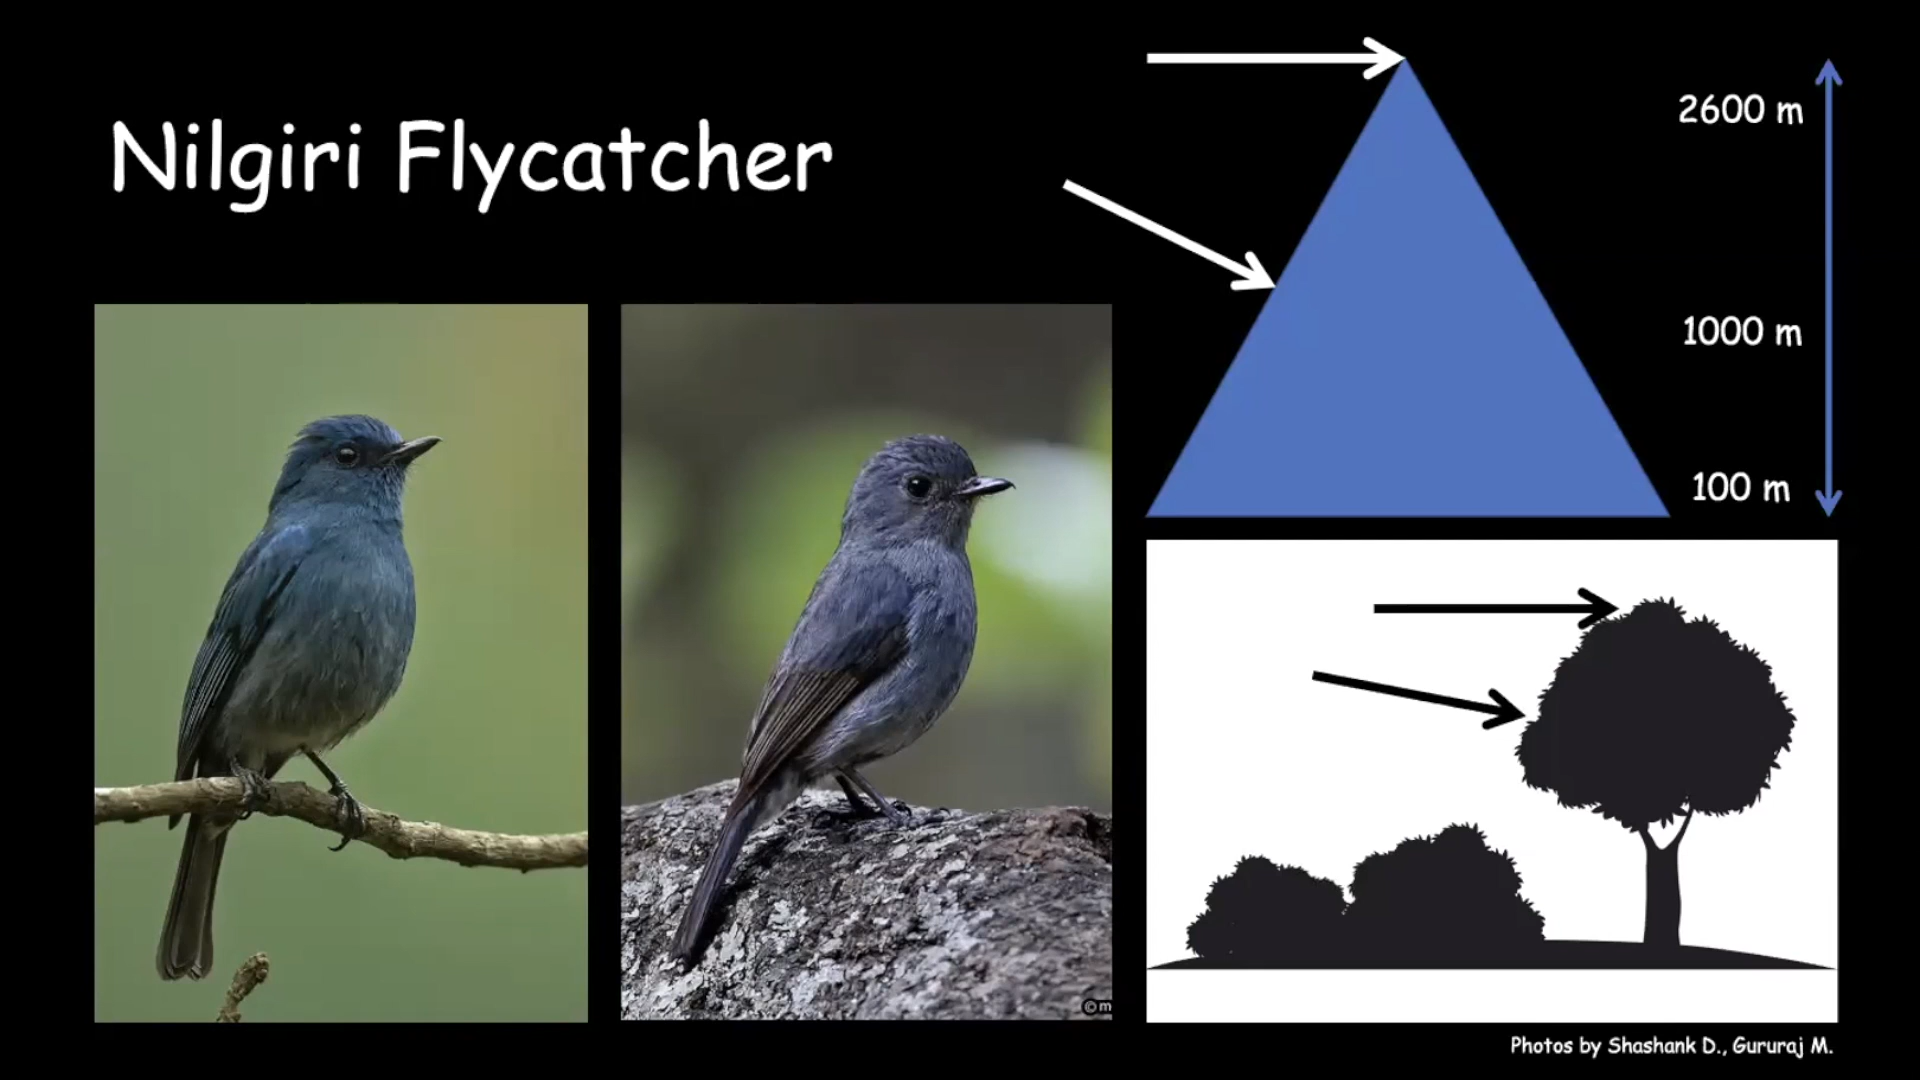 Nilgiri Flycatcher
2600 m
1000 m
100 m
©m
Photos by Shashank D., Gururaj M.